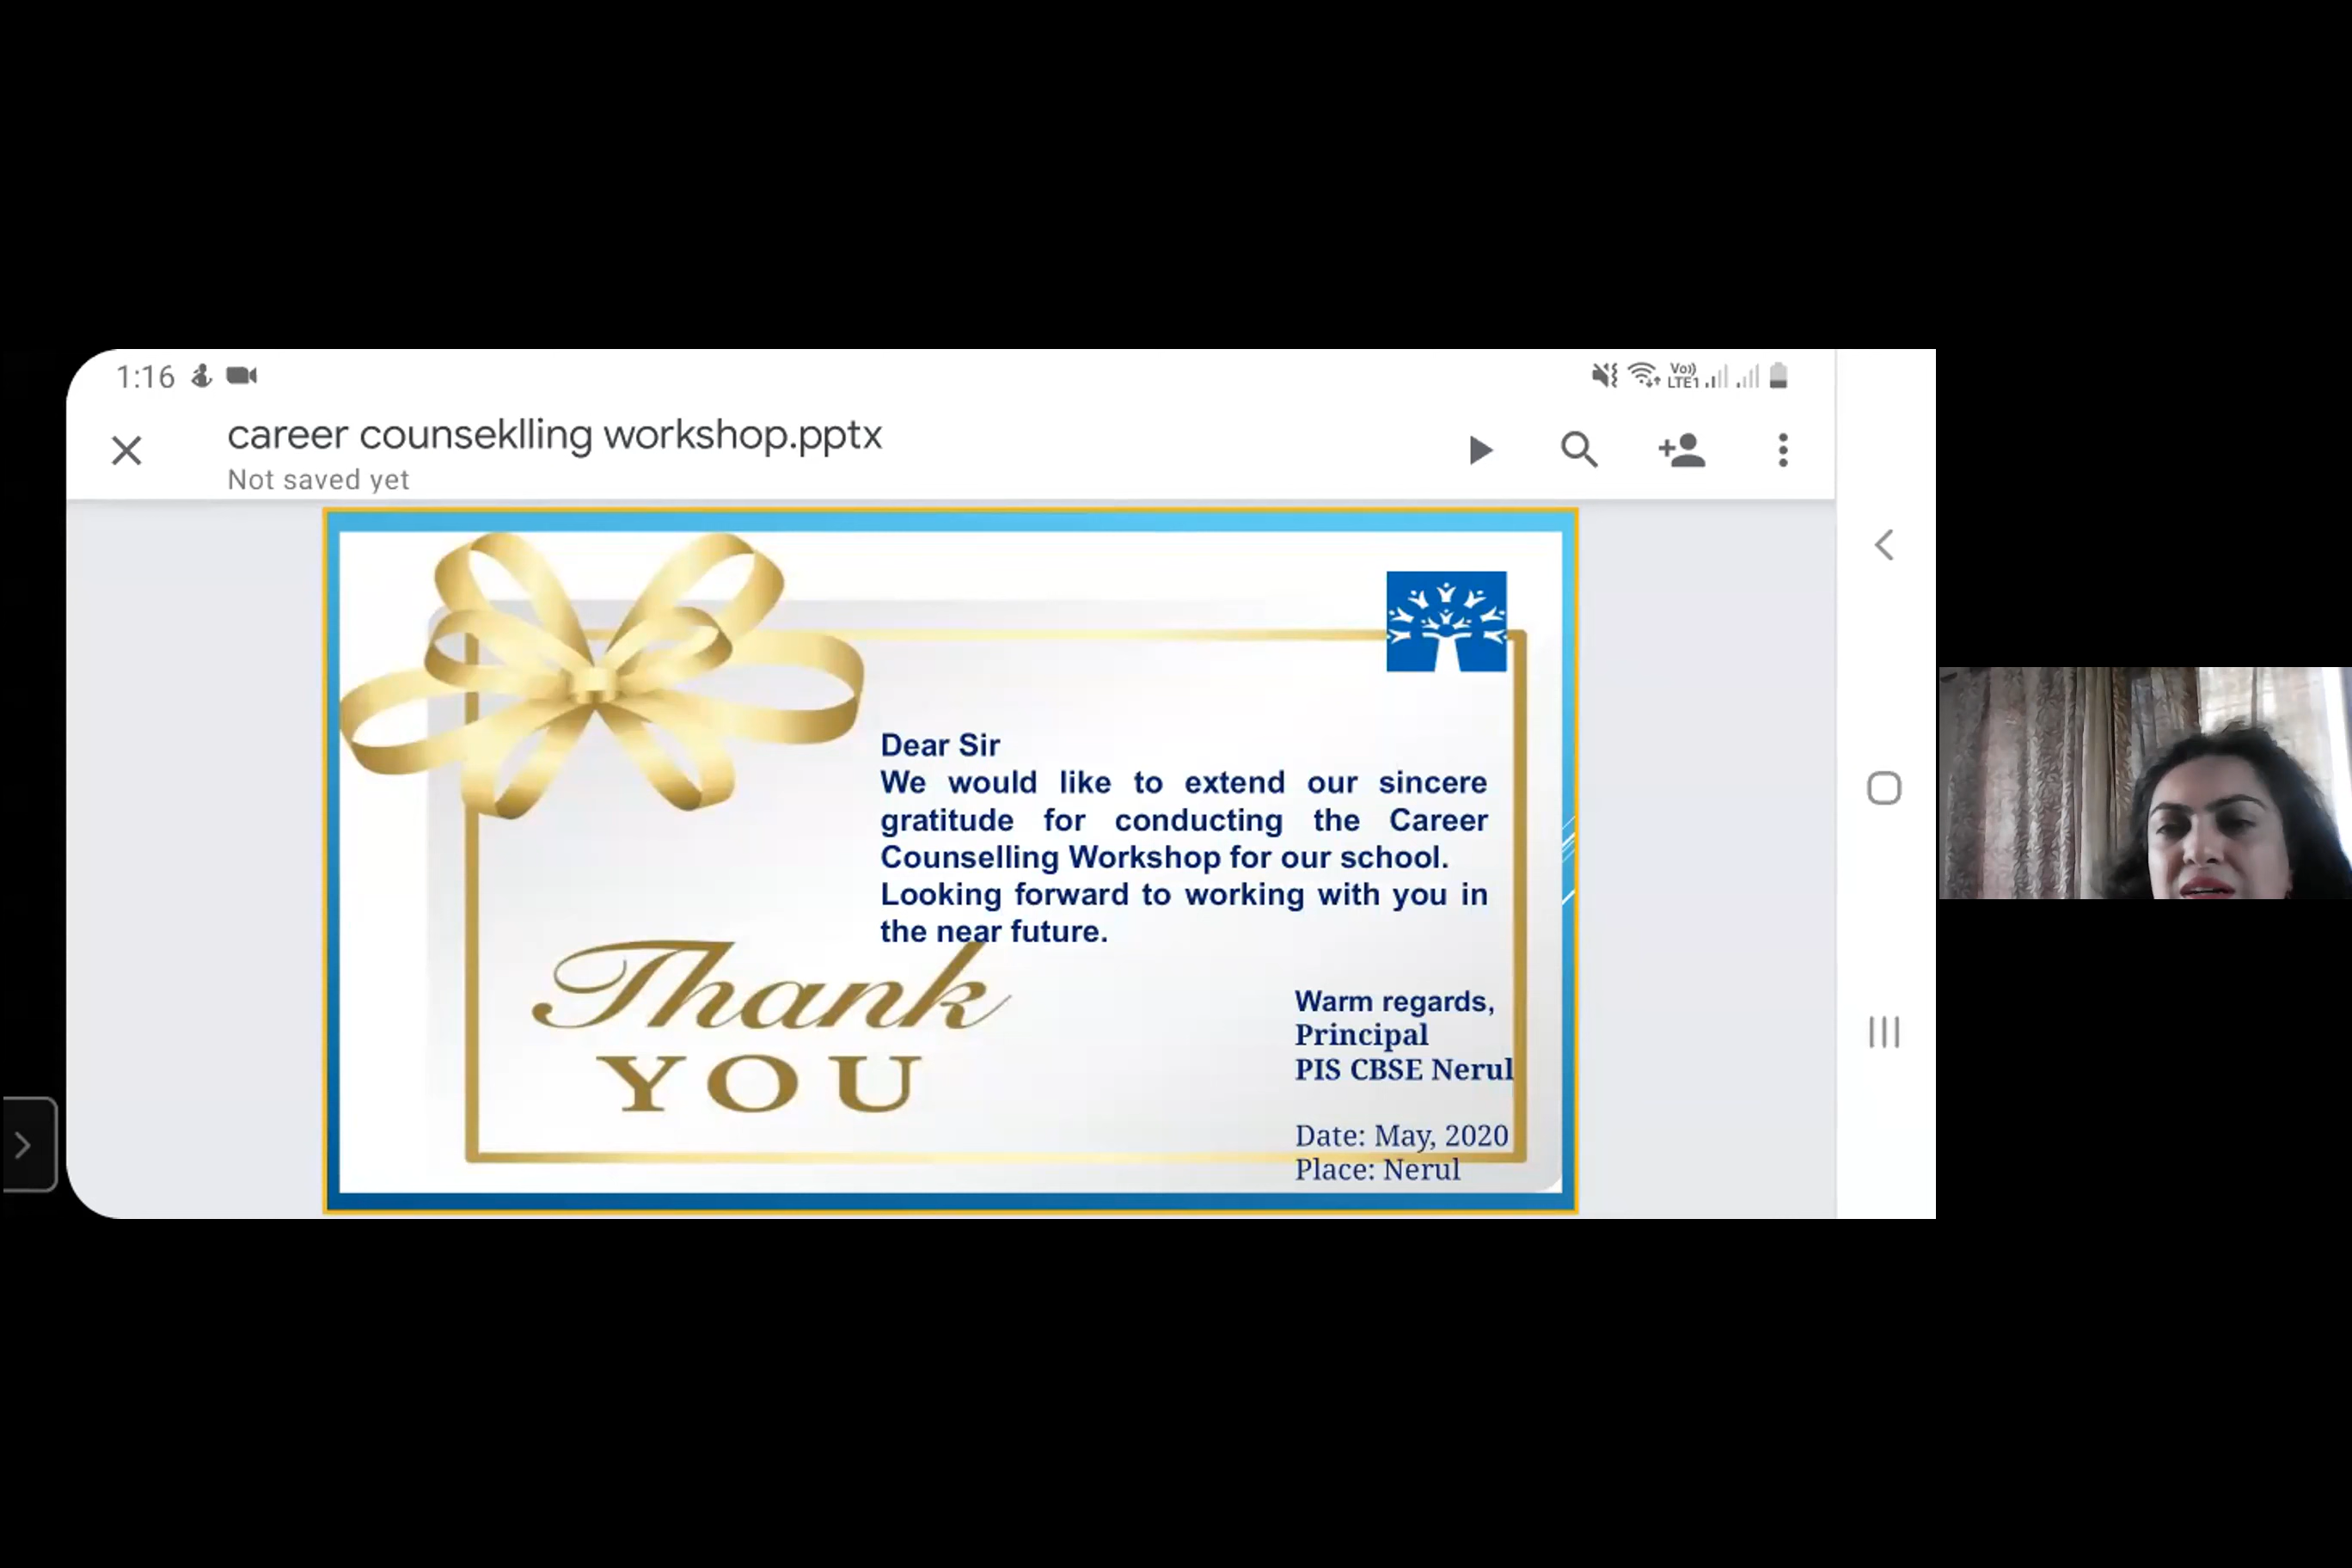 1:16
Vo)) LTE1
career counseklling workshop.pptx
Not saved yet
Dear Sir
We would like to extend our sincere
gratitude for conducting the Career
Counselling Workshop for our school.
Looking forward to working with you in
the near future.
Thank
YOU
Warm regards,
Principal
PIS CBSE Nerul
Date: May, 2020
Place: Nerul